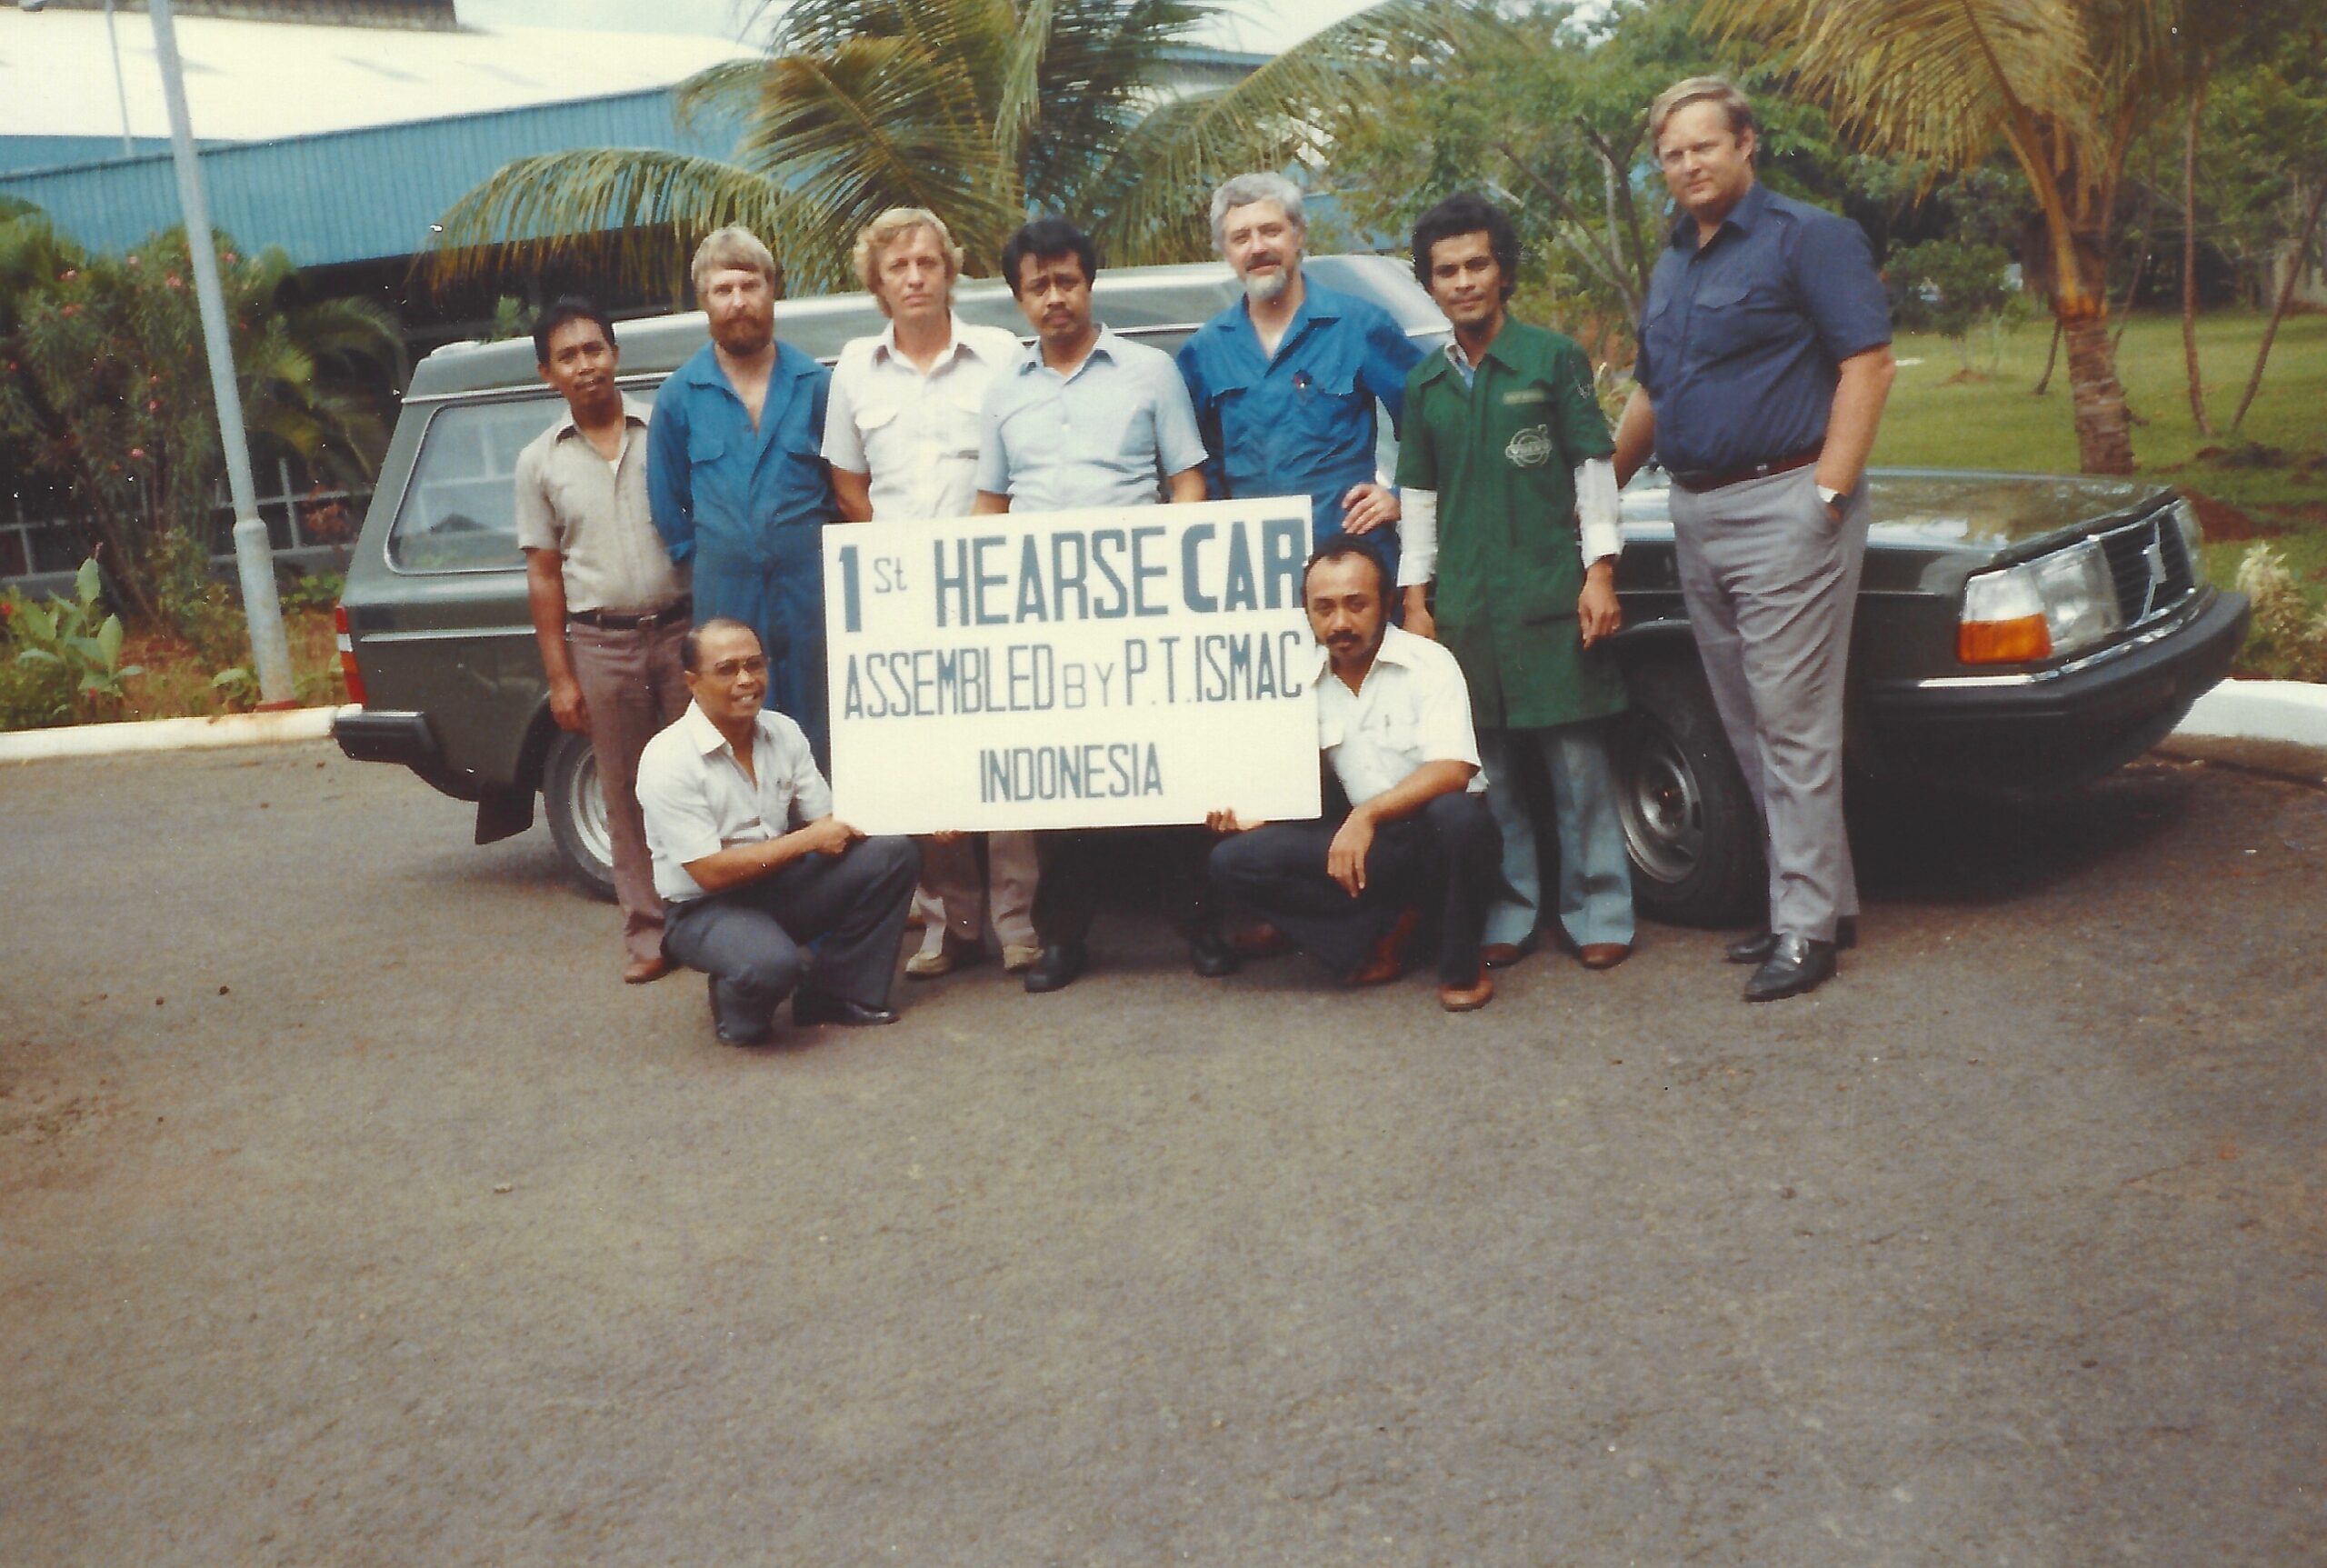 1st HEARSE CAR
ASSEMBLED BY P.T.ISMAC
INDONESIA